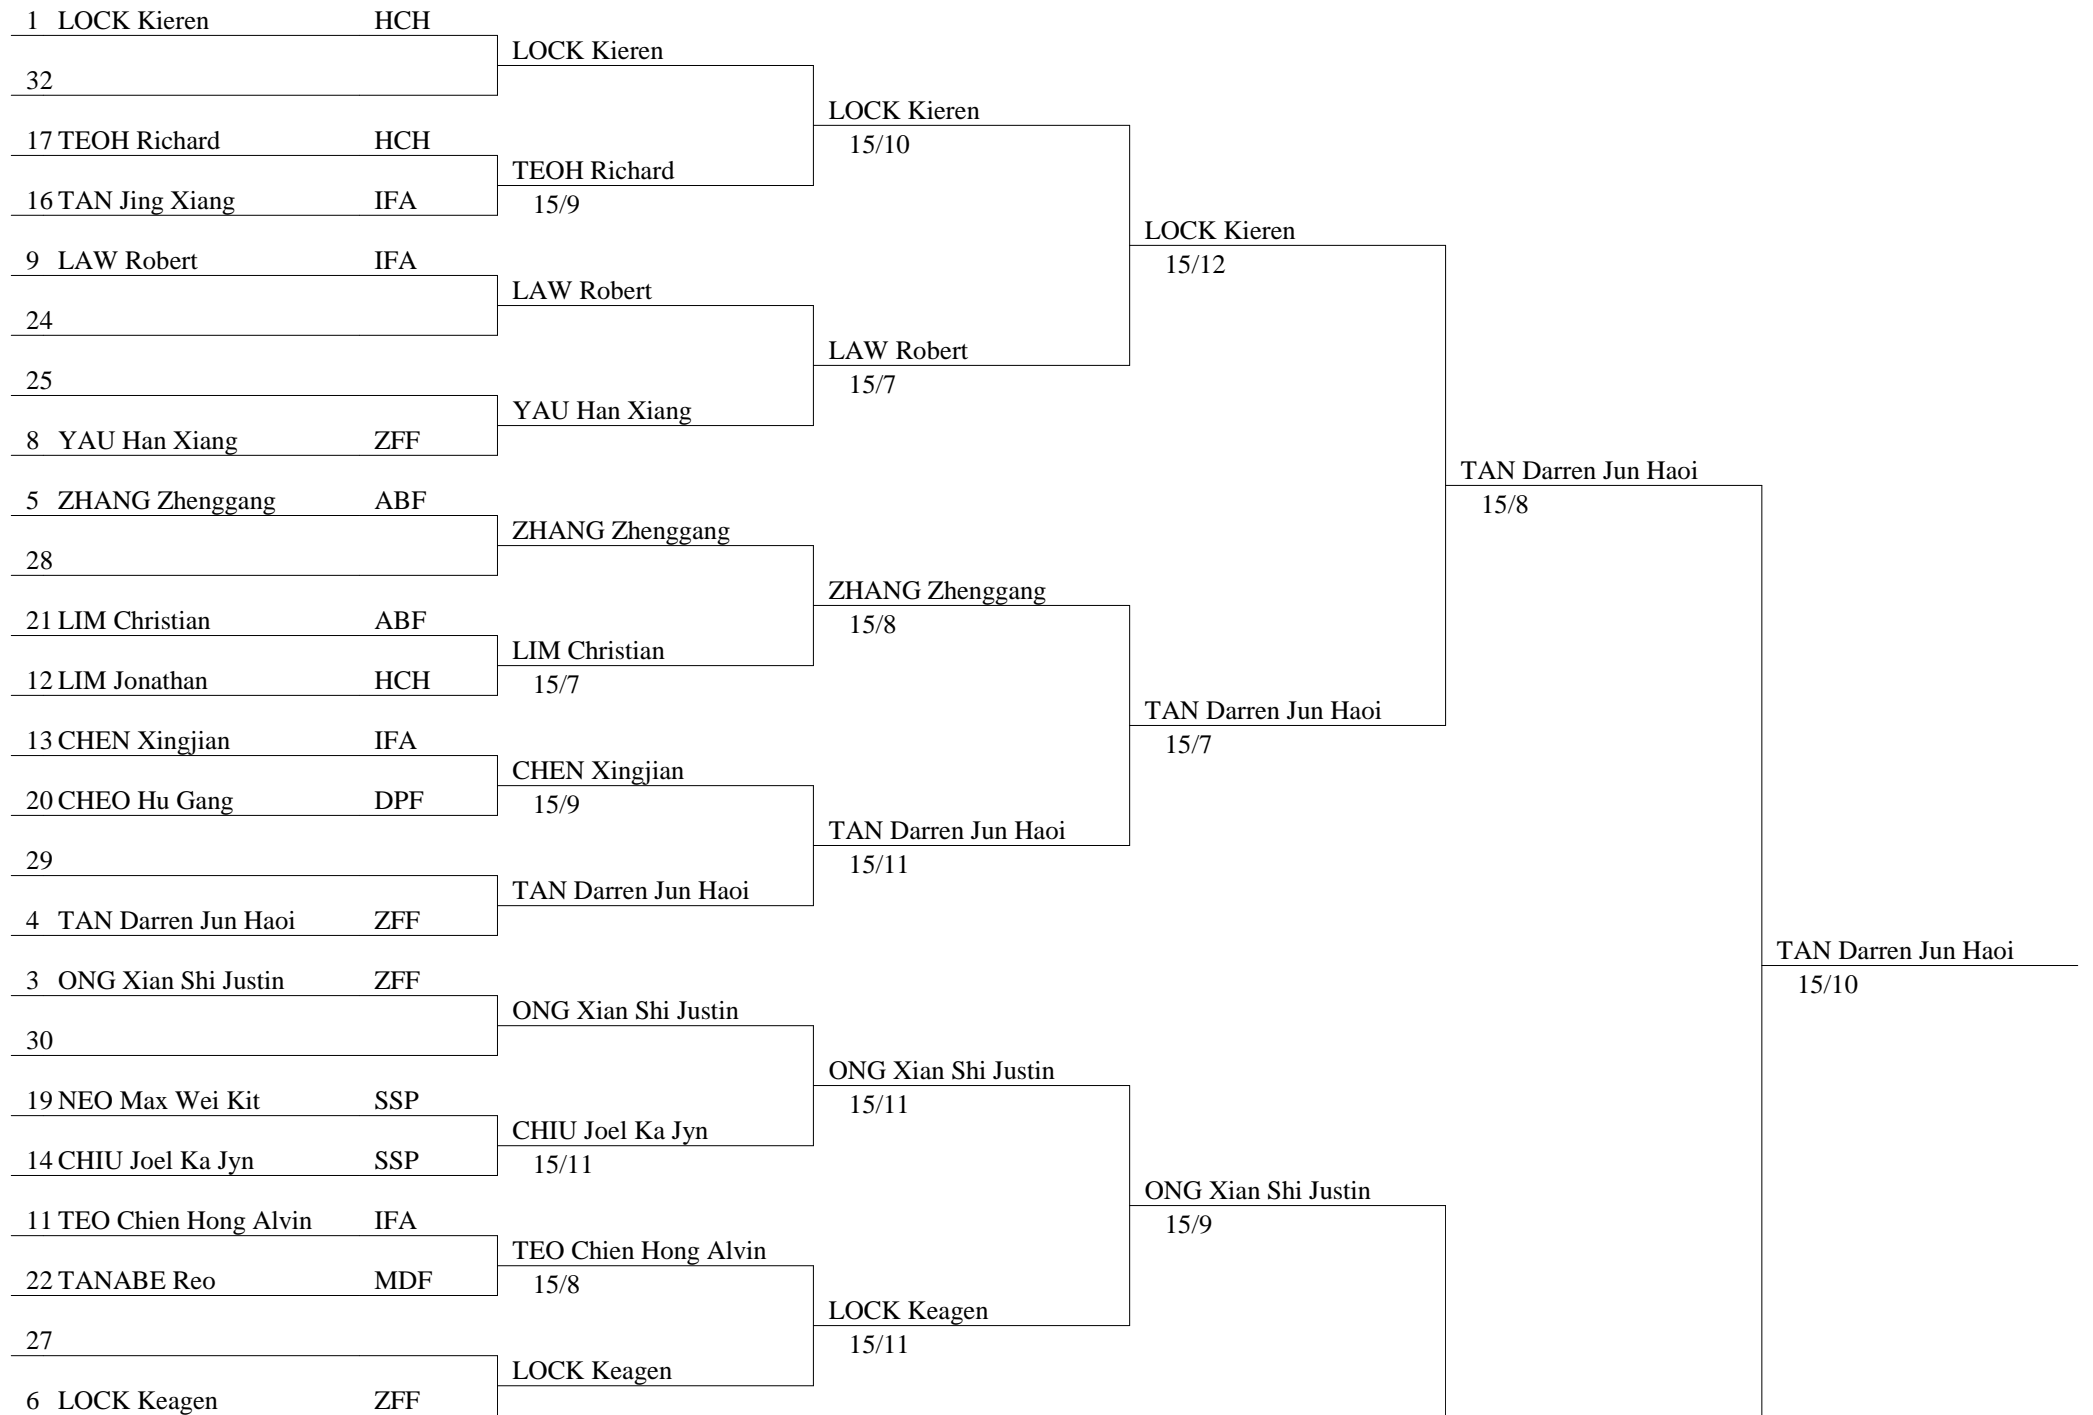 1 LOCK Kieren HCH
LOCK Kieren
32
LOCK Kieren
17 TEOH Richard HCH
15/10
TEOH Richard
16 TAN Jing Xiang IFA
15/9
LOCK Kieren
9 LAW Robert IFA
15/12
LAW Robert
24
LAW Robert
25
15/7
YAU Han Xiang
8 YAU Han Xiang ZFF
TAN Darren Jun Haoi
5 ZHANG Zhenggang ABF
15/8
ZHANG Zhenggang
28
ZHANG Zhenggang
21 LIM Christian ABF
15/8
LIM Christian
12 LIM Jonathan HCH
15/7
TAN Darren Jun Haoi
13 CHEN Xingjian IFA
15/7
CHEN Xingjian
20 CHEO Hu Gang DPF
15/9
TAN Darren Jun Haoi
29
15/11
TAN Darren Jun Haoi
4 TAN Darren Jun Haoi ZFF
TAN Darren Jun Haoi
3 ONG Xian Shi Justin ZFF
15/10
ONG Xian Shi Justin
30
ONG Xian Shi Justin
19 NEO Max Wei Kit SSP
15/11
CHIU Joel Ka Jyn
14 CHIU Joel Ka Jyn SSP
15/11
ONG Xian Shi Justin
11 TEO Chien Hong Alvin IFA
15/9
TEO Chien Hong Alvin
22 TANABE Reo MDF
15/8
LOCK Keagen
27
15/11
LOCK Keagen
6 LOCK Keagen ZFF